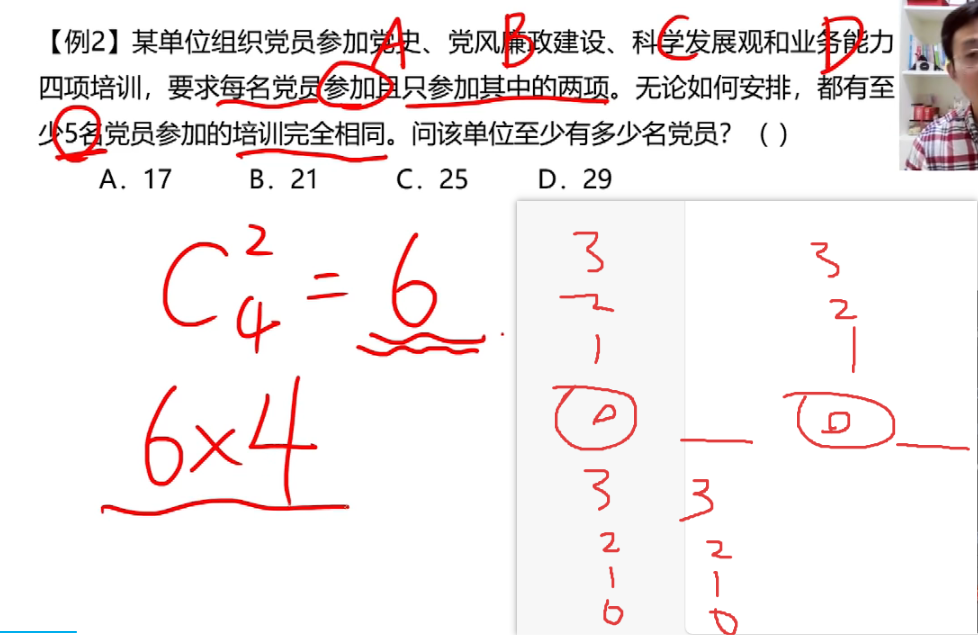 【例2】某单位组织党员参加党史、党风廉政建设、科学发展观和业务能力
四项培训，要求每名党员参加且只参加其中的两项。无论如何安排，都有至
少5名党员参加的培训完全相同。问该单位至少有多少名党员？（ ）
A B C D
A. 17 B. 21 C. 25 D. 29
C₄² = 6
6×4
3 3
2 2
1 1
0 0
3 3
2 2
1 1
0 0